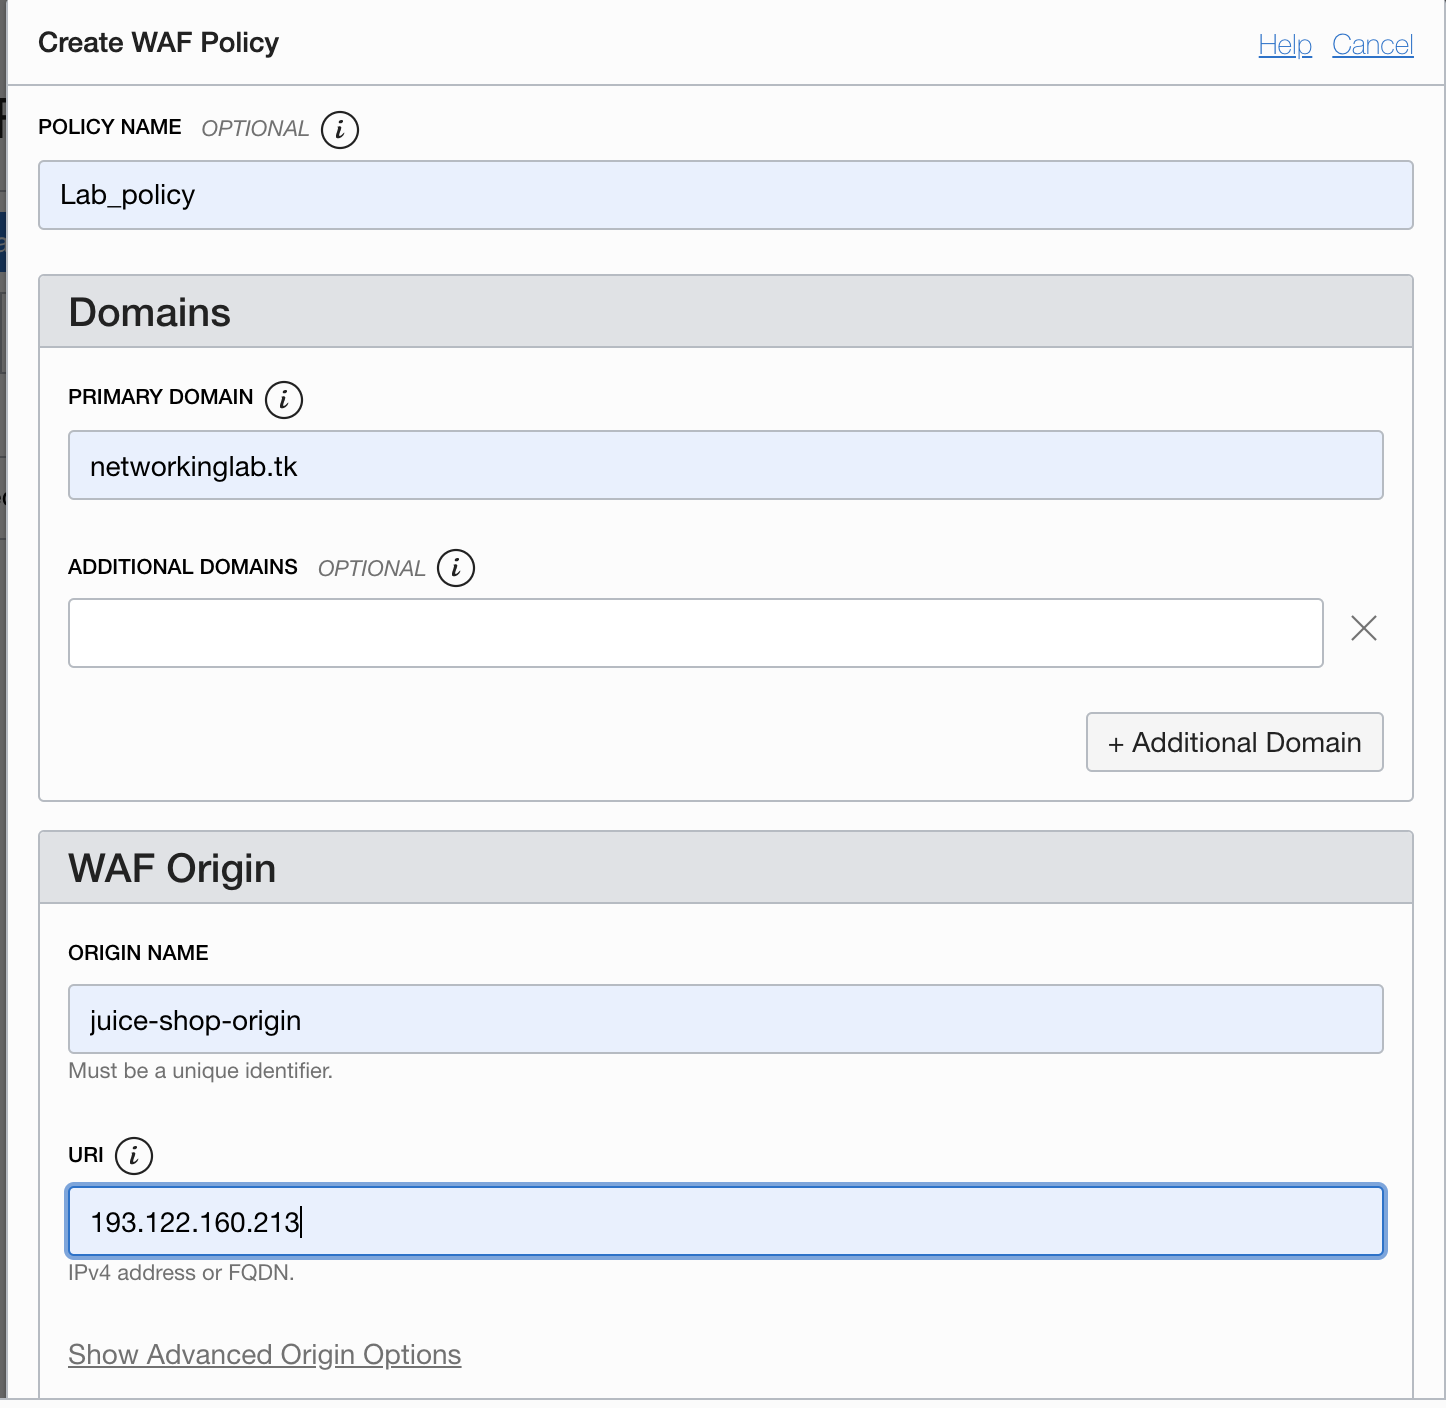 Create WAF Policy
Help Cancel
POLICY NAME OPTIONAL i
Lab_policy
Domains
PRIMARY DOMAIN i
networkinglab.tk
ADDITIONAL DOMAINS OPTIONAL i
+ Additional Domain
WAF Origin
ORIGIN NAME
juice-shop-origin
Must be a unique identifier.
URI i
193.122.160.213
IPv4 address or FQDN.
Show Advanced Origin Options